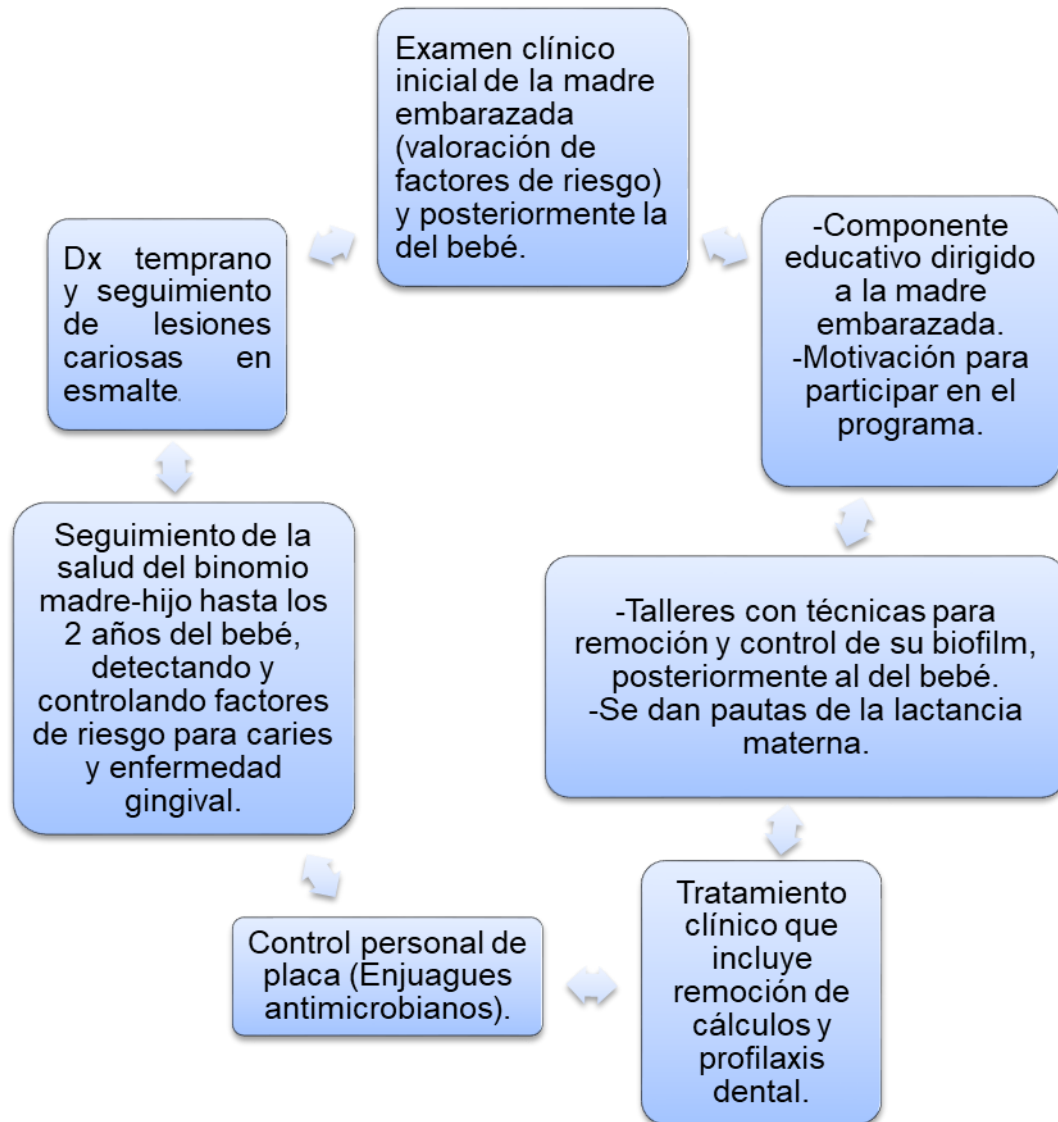 Examen clínico
inicial de la madre
embarazada
(valoración de
factores de riesgo)
y posteriormente la
del bebé.
-Componente
educativo dirigido
a la madre
embarazada.
-Motivación para
participar en el
programa.
-Talleres con técnicas para
remoción y control de su biofilm,
posteriormente al del bebé.
-Se dan pautas de la lactancia
materna.
Tratamiento
clínico que
incluye
remoción de
cálculos y
profilaxis
dental.
Control personal de
placa (Enjuagues
antimicrobianos).
Seguimiento de la
salud del binomio
madre-hijo hasta los
2 años del bebé,
detectando y
controlando factores
de riesgo para caries
y enfermedad
gingival.
Dx temprano
y seguimiento
de lesiones
cariosas en
esmalte.